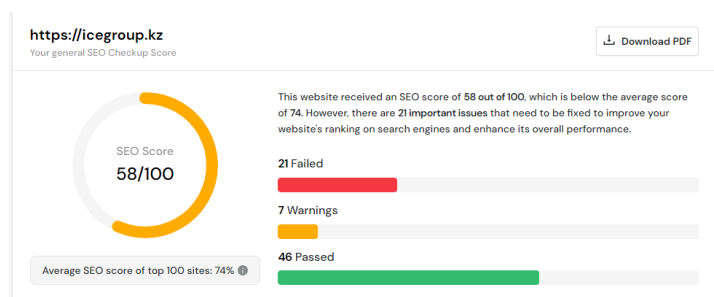 https://icegroup.kz
Your general SEO Checkup Score
Download PDF
SEO Score
58/100
Average SEO score of top 100 sites: 74%
This website received an SEO score of 58 out of 100, which is below the average score
of 74. However, there are 21 important issues that need to be fixed to improve your
website's ranking on search engines and enhance its overall performance.
21 Failed
7 Warnings
46 Passed